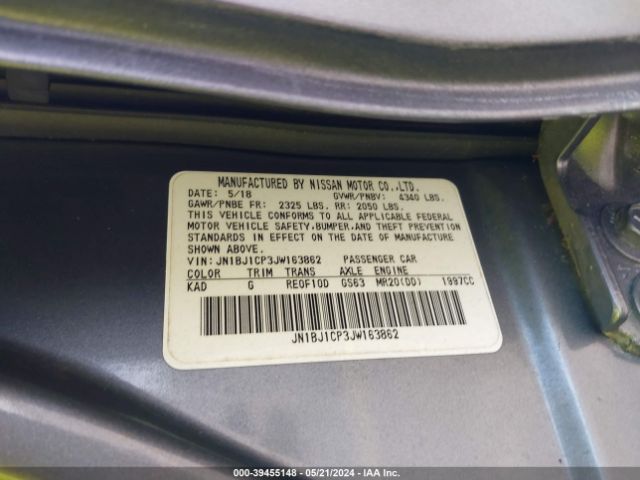 MANUFACTURED BY NISSAN MOTOR CO.,LTD.
DATE: 5/18 GVWR/PNBV: 4340 LBS.
GAWR/PNBE FR: 2325 LBS. RR: 2050 LBS.
THIS VEHICLE CONFORMS TO ALL APPLICABLE FEDERAL
MOTOR VEHICLE SAFETY,BUMPER,AND THEFT PREVENTION
STANDARDS IN EFFECT ON THE DATE OF MANUFACTURE
SHOWN ABOVE.
VIN: JN1BJ1CP3JW163862 PASSENGER CAR
COLOR TRIM TRANS AXLE ENGINE
KAD G RE0F10D GS63 MR20(DD) 1997CC
JN1BJ1CP3JW163862
000-39455148 - 05/21/2024 - IAA Inc.